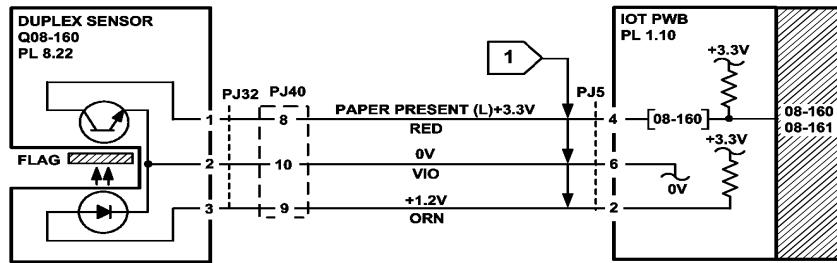 DUPLEX SENSOR
Q08-160
PL 8.22
IOT PWB
PL 1.10
+3.3V
1
PJ32
PJ40
PJ5
PAPER PRESENT (L)+3.3V
1
8
4
[08-160]
08-160
08-161
RED
+3.3V
FLAG
0V
2
10
6
VIO
0V
+1.2V
3
9
2
ORN